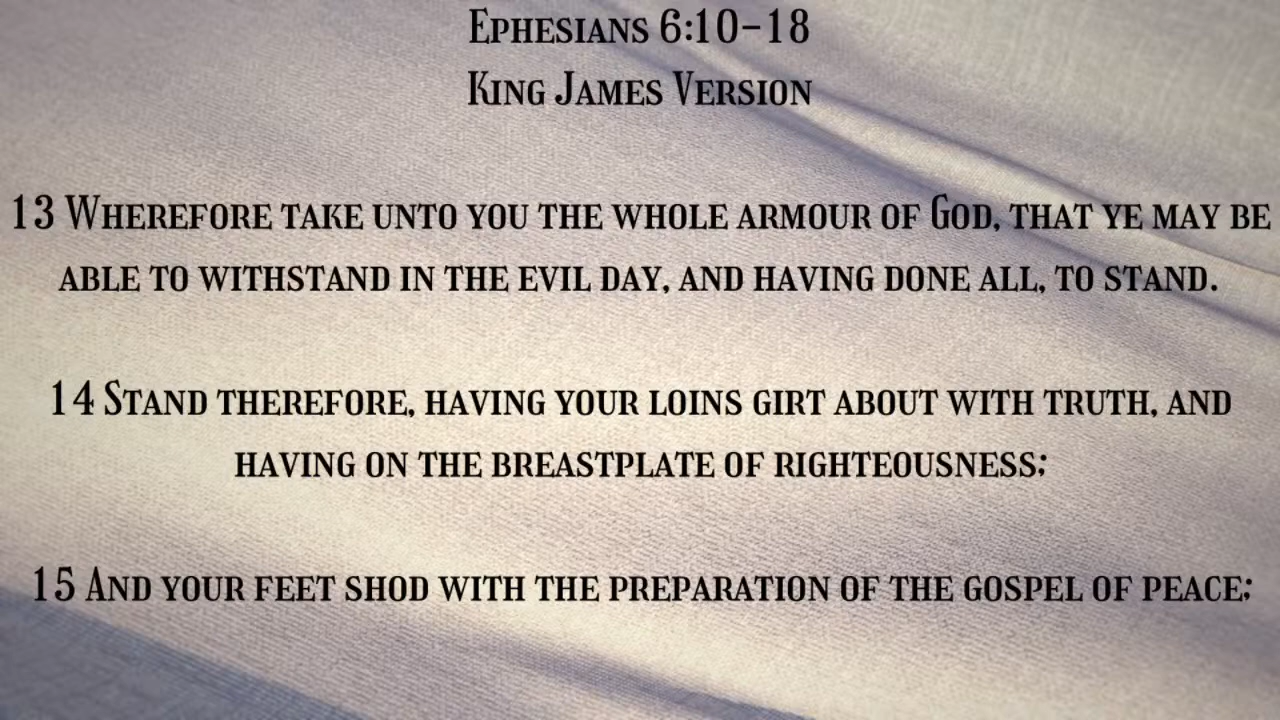 Ephesians 6:10-18
King James Version
13 Wherefore take unto you the whole armour of God, that ye may be
able to withstand in the evil day, and having done all, to stand.
14 Stand therefore, having your loins girt about with truth, and
having on the breastplate of righteousness;
15 And your feet shod with the preparation of the gospel of peace;